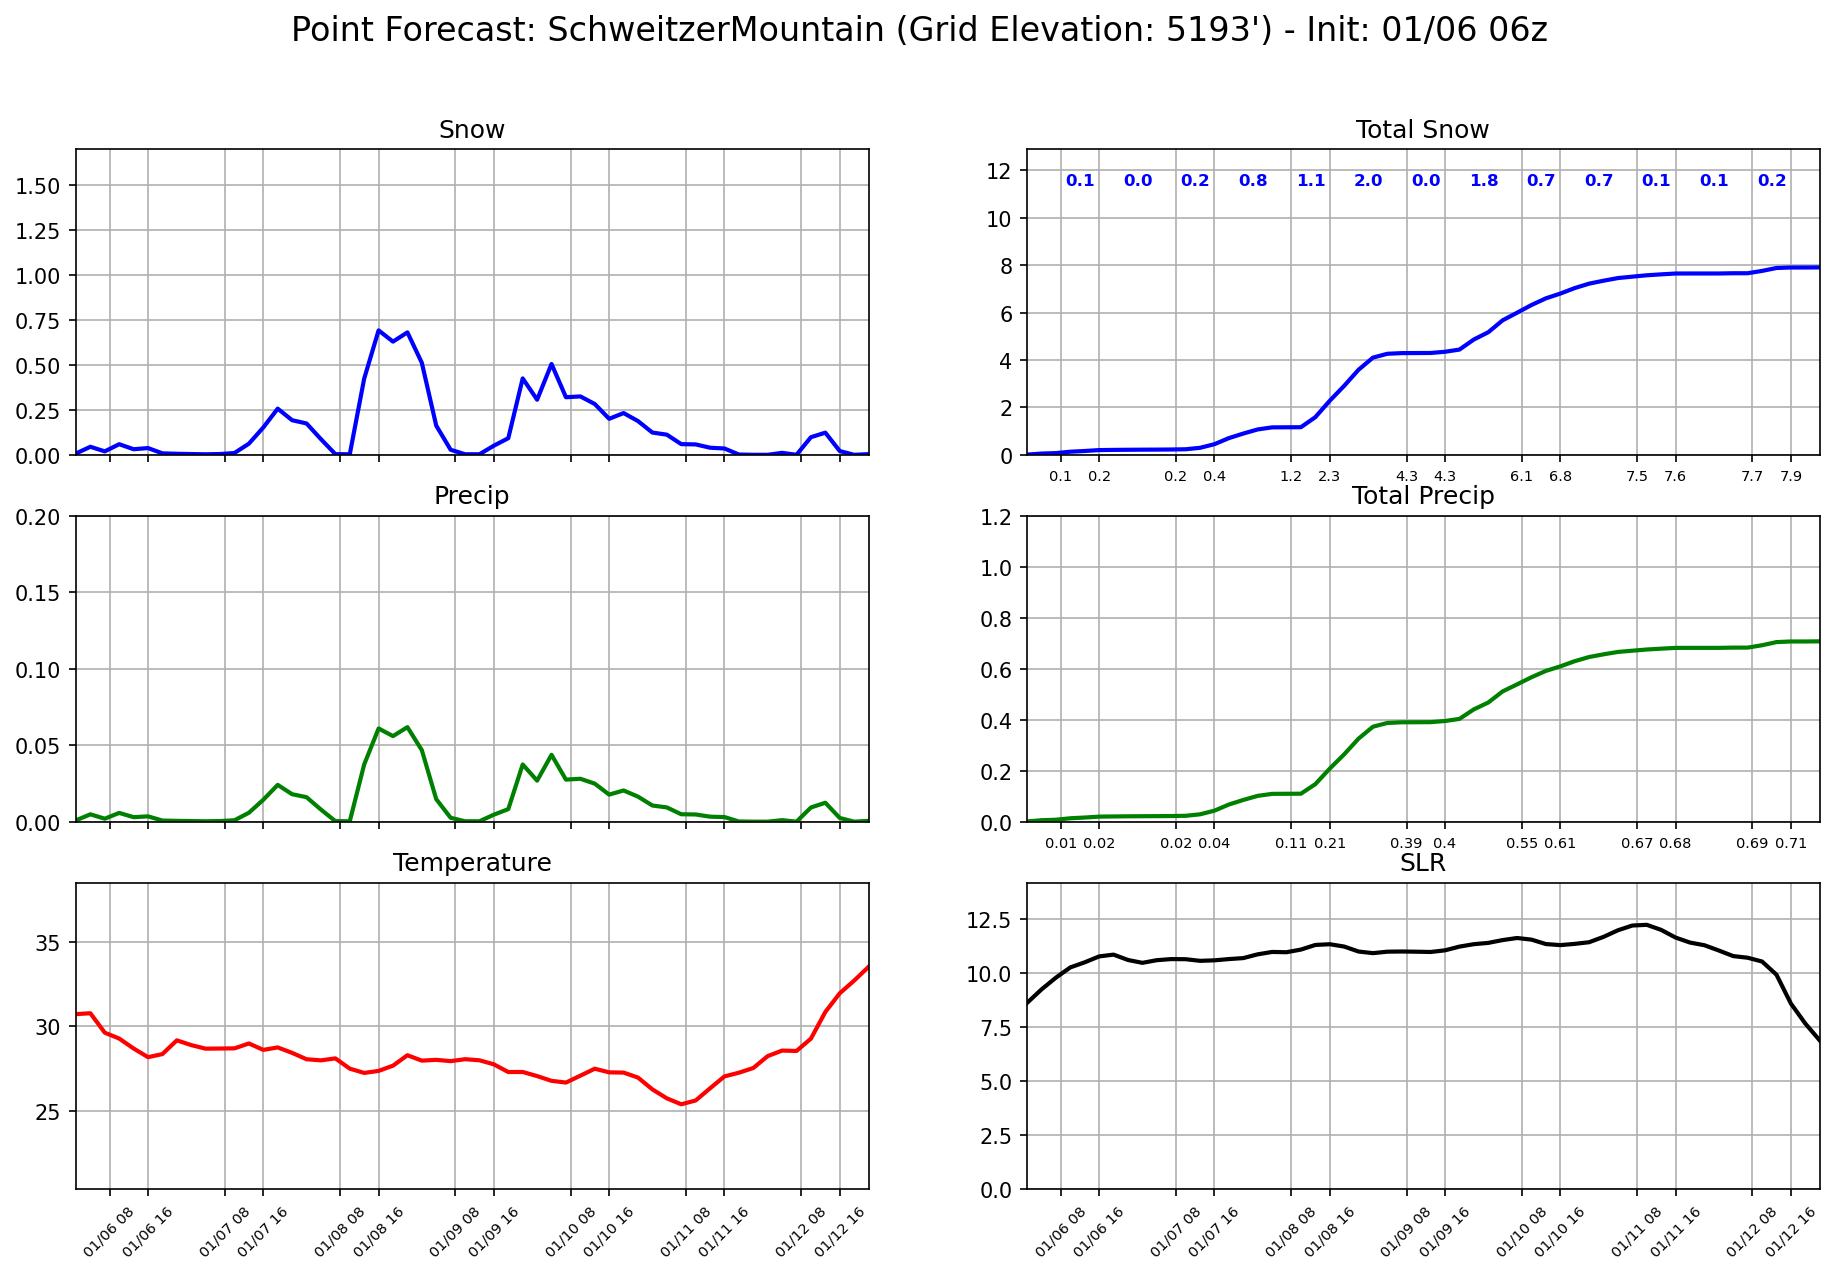 Point Forecast: SchweitzerMountain (Grid Elevation: 5193') - Init: 01/06 06z
Snow
1.50
1.25
1.00
0.75
0.50
0.25
0.00
Total Snow
12
10
8
6
4
2
0
0.1 0.0 0.2 0.8 1.1 2.0 0.0 1.8 0.7 0.7 0.1 0.1 0.2
0.1 0.2 0.2 0.4 1.2 2.3 4.3 4.3 6.1 6.8 7.5 7.6 7.7 7.9
Precip
0.20
0.15
0.10
0.05
0.00
Total Precip
1.2
1.0
0.8
0.6
0.4
0.2
0.0
0.01 0.02 0.02 0.04 0.11 0.21 0.39 0.4 0.55 0.61 0.67 0.68 0.69 0.71
Temperature
35
30
25
01/06 08 01/06 16 01/07 08 01/07 16 01/08 08 01/08 16 01/09 08 01/09 16 01/10 08 01/10 16 01/11 08 01/11 16 01/12 08 01/12 16
SLR
12.5
10.0
7.5
5.0
2.5
0.0
01/06 08 01/06 16 01/07 08 01/07 16 01/08 08 01/08 16 01/09 08 01/09 16 01/10 08 01/10 16 01/11 08 01/11 16 01/12 08 01/12 16